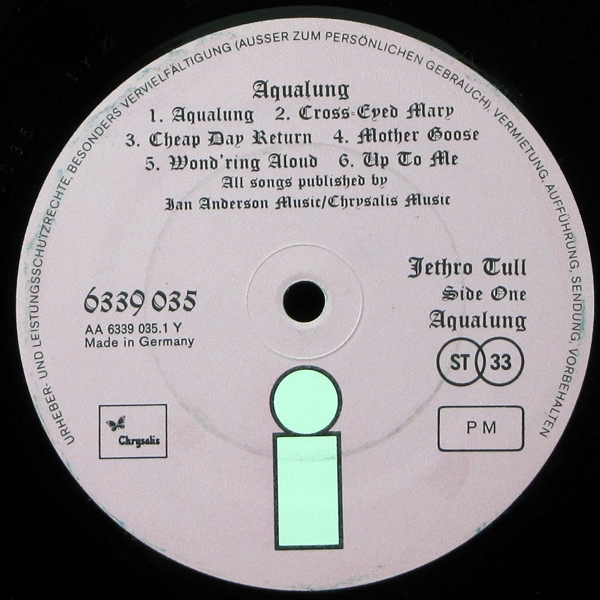 URHEBER- UND LEISTUNGSSCHUTZRECHTE, BESONDERS VERVIELFÄLTIGUNG (AUSSER ZUM PERSÖNLICHEN GEBRAUCH), VERMIETUNG, AUFFÜHRUNG, SENDUNG, VORBEHALTEN
Aqualung
1. Aqualung 2. Cross-Eyed Mary
3. Cheap Day Return 4. Mother Goose
5. Wond'ring Aloud 6. Up To Me
All songs published by
Ian Anderson Music/Chrysalis Music
Jethro Tull
Side One
Aqualung
6339 035
AA 6339 035.1 Y
Made in Germany
ST 33
Chrysalis
PM
i